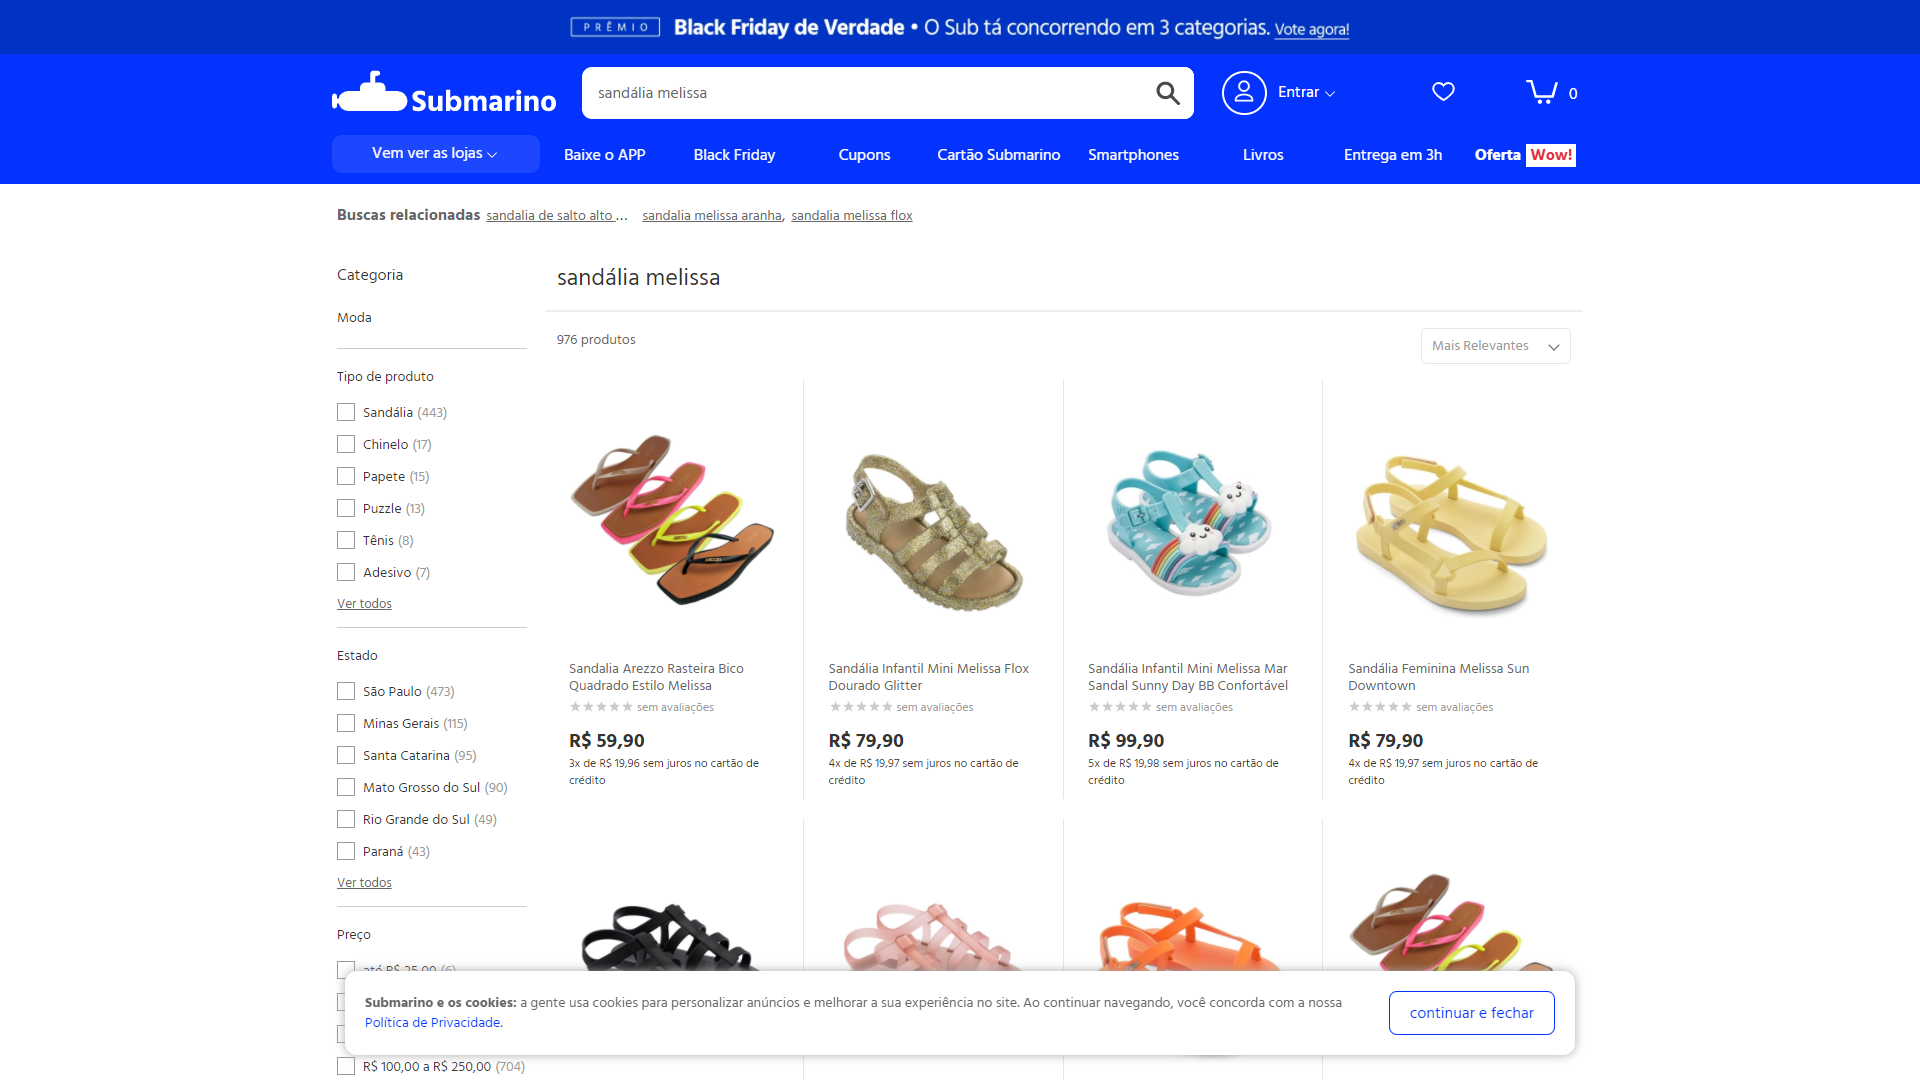 PRÊMIO Black Friday de Verdade • O Sub tá concorrendo em 3 categorias. Vote agora!
Submarino
sandália melissa
Entrar
0
Vem ver as lojas
Baixe o APP
Black Friday
Cupons
Cartão Submarino
Smartphones
Livros
Entrega em 3h
Oferta Wow!
Buscas relacionadas sandalia de salto alto ... sandalia melissa aranha, sandalia melissa flox
Categoria
Moda
Tipo de produto
Sandália (443)
Chinelo (17)
Papete (15)
Puzzle (13)
Tênis (8)
Adesivo (7)
Ver todos
Estado
São Paulo (473)
Minas Gerais (115)
Santa Catarina (95)
Mato Grosso do Sul (90)
Rio Grande do Sul (49)
Paraná (43)
Ver todos
Preço
até R$ 25,00 (6)
R$ 100,00 a R$ 250,00 (704)
sandália melissa
976 produtos
Mais Relevantes
Sandalia Arezzo Rasteira Bico
Quadrado Estilo Melissa
sem avaliações
R$ 59,90
3x de R$ 19,96 sem juros no cartão de
crédito
Sandália Infantil Mini Melissa Flox
Dourado Glitter
sem avaliações
R$ 79,90
4x de R$ 19,97 sem juros no cartão de
crédito
Sandália Infantil Mini Melissa Mar
Sandal Sunny Day BB Confortável
sem avaliações
R$ 99,90
5x de R$ 19,98 sem juros no cartão de
crédito
Sandália Feminina Melissa Sun
Downtown
sem avaliações
R$ 79,90
4x de R$ 19,97 sem juros no cartão de
crédito
Submarino e os cookies: a gente usa cookies para personalizar anúncios e melhorar a sua experiência no site. Ao continuar navegando, você concorda com a nossa
Política de Privacidade.
continuar e fechar